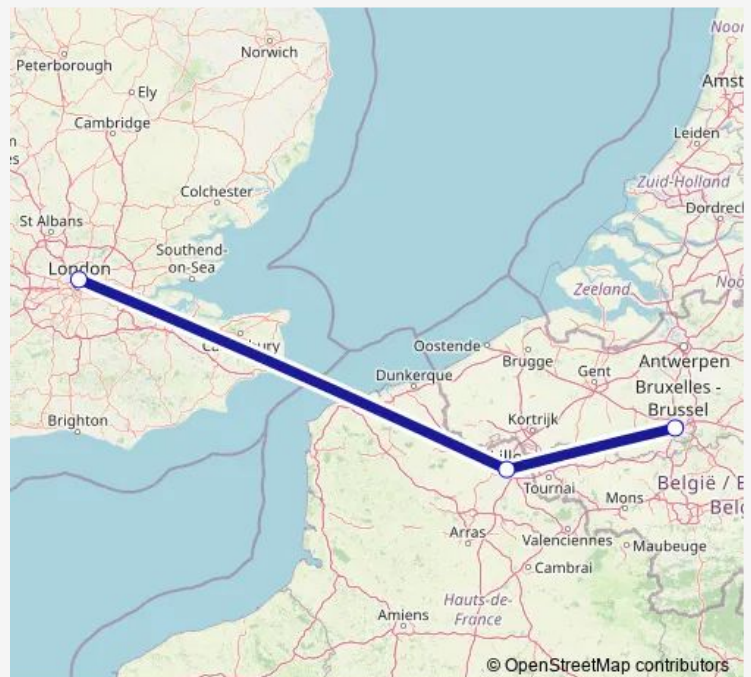 Norwich
Noor
Peterborough
Ely
Amst
Cambridge
Leiden
Colchester
Zuid-Holland
St Albans
Dordrecl
Southend-
on-Sea
London
Zeeland
Noo
Oostende
Brugge
Antwerpen
Dunkerque
Gent
Bruxelles -
Brussel
Brighton
Kortrijk
Tournai
België / B
Mons
Belg
Arras
Valenciennes
Maubeuge
Cambrai
Hauts-de-
France
Amiens
© OpenStreetMap contributors